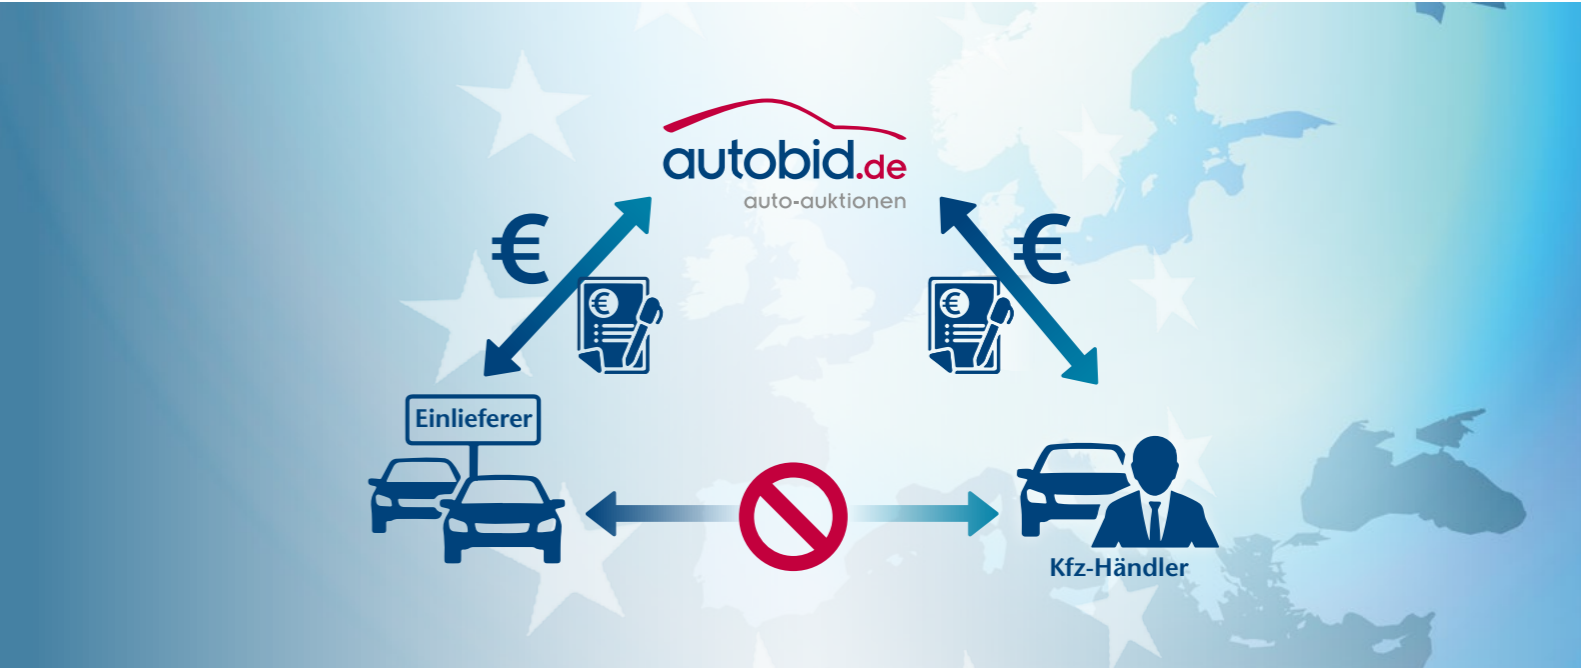 autobid.de
auto-auktionen
€
€
€
€
Einlieferer
Kfz-Händler